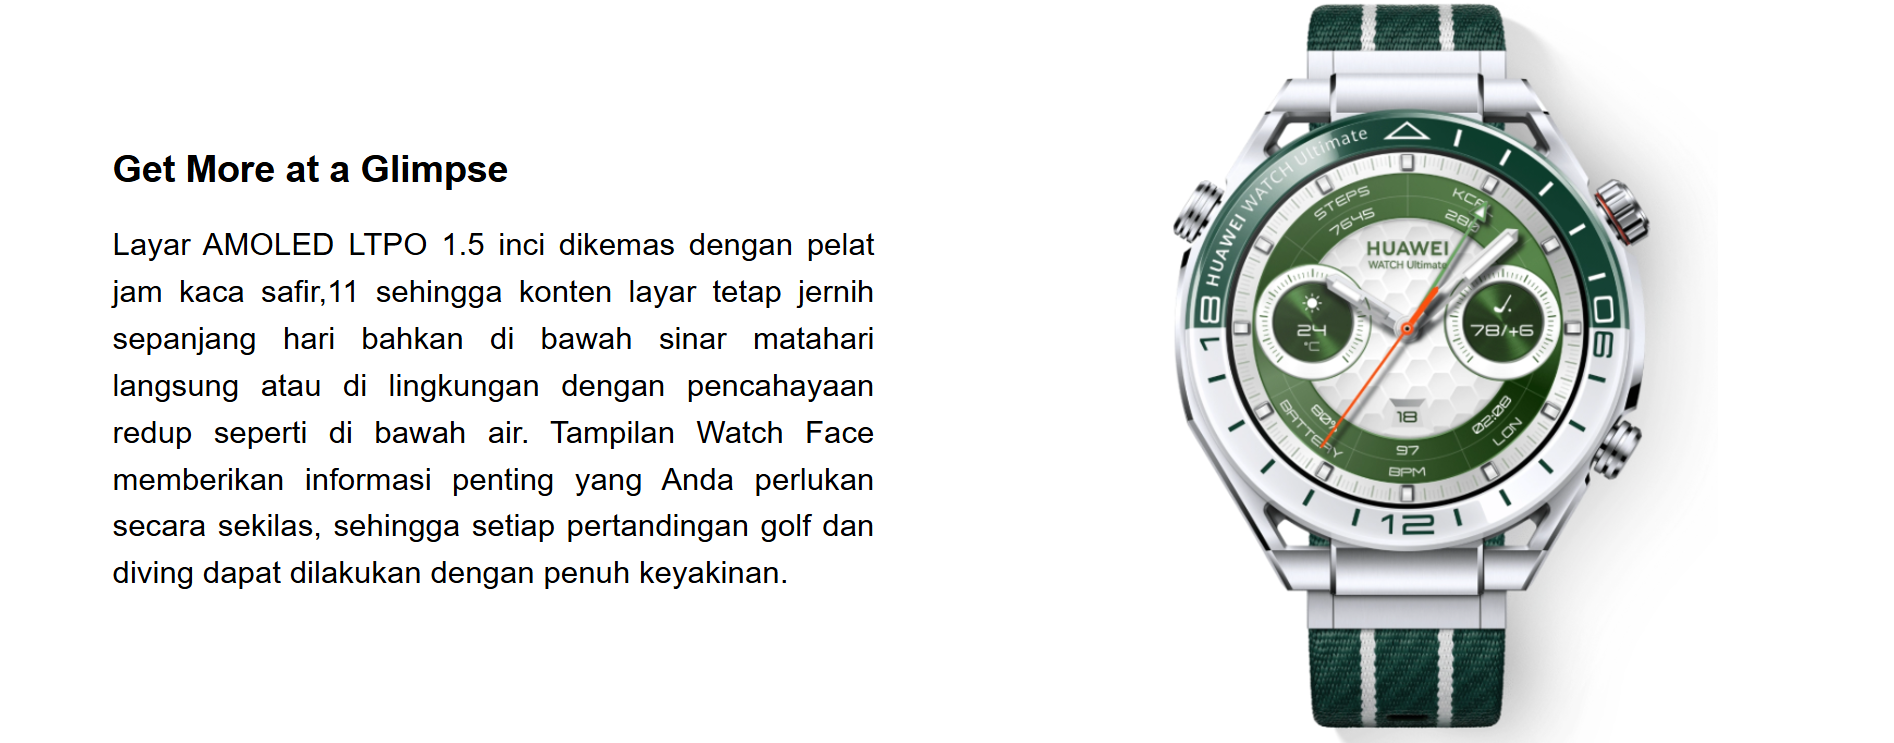 Get More at a Glimpse
Layar AMOLED LTPO 1.5 inci dikemas dengan pelat
jam kaca safir,11 sehingga konten layar tetap jernih
sepanjang hari bahkan di bawah sinar matahari
langsung atau di lingkungan dengan pencahayaan
redup seperti di bawah air. Tampilan Watch Face
memberikan informasi penting yang Anda perlukan
secara sekilas, sehingga setiap pertandingan golf dan
diving dapat dilakukan dengan penuh keyakinan.
HUAWEI WATCH Ultimate
STEPS
7645
HUAWEI
WATCH Ultimate
24
°C
78/+6
18
80%
BATTERY
97
BPM
02:08
LON
18
06
12